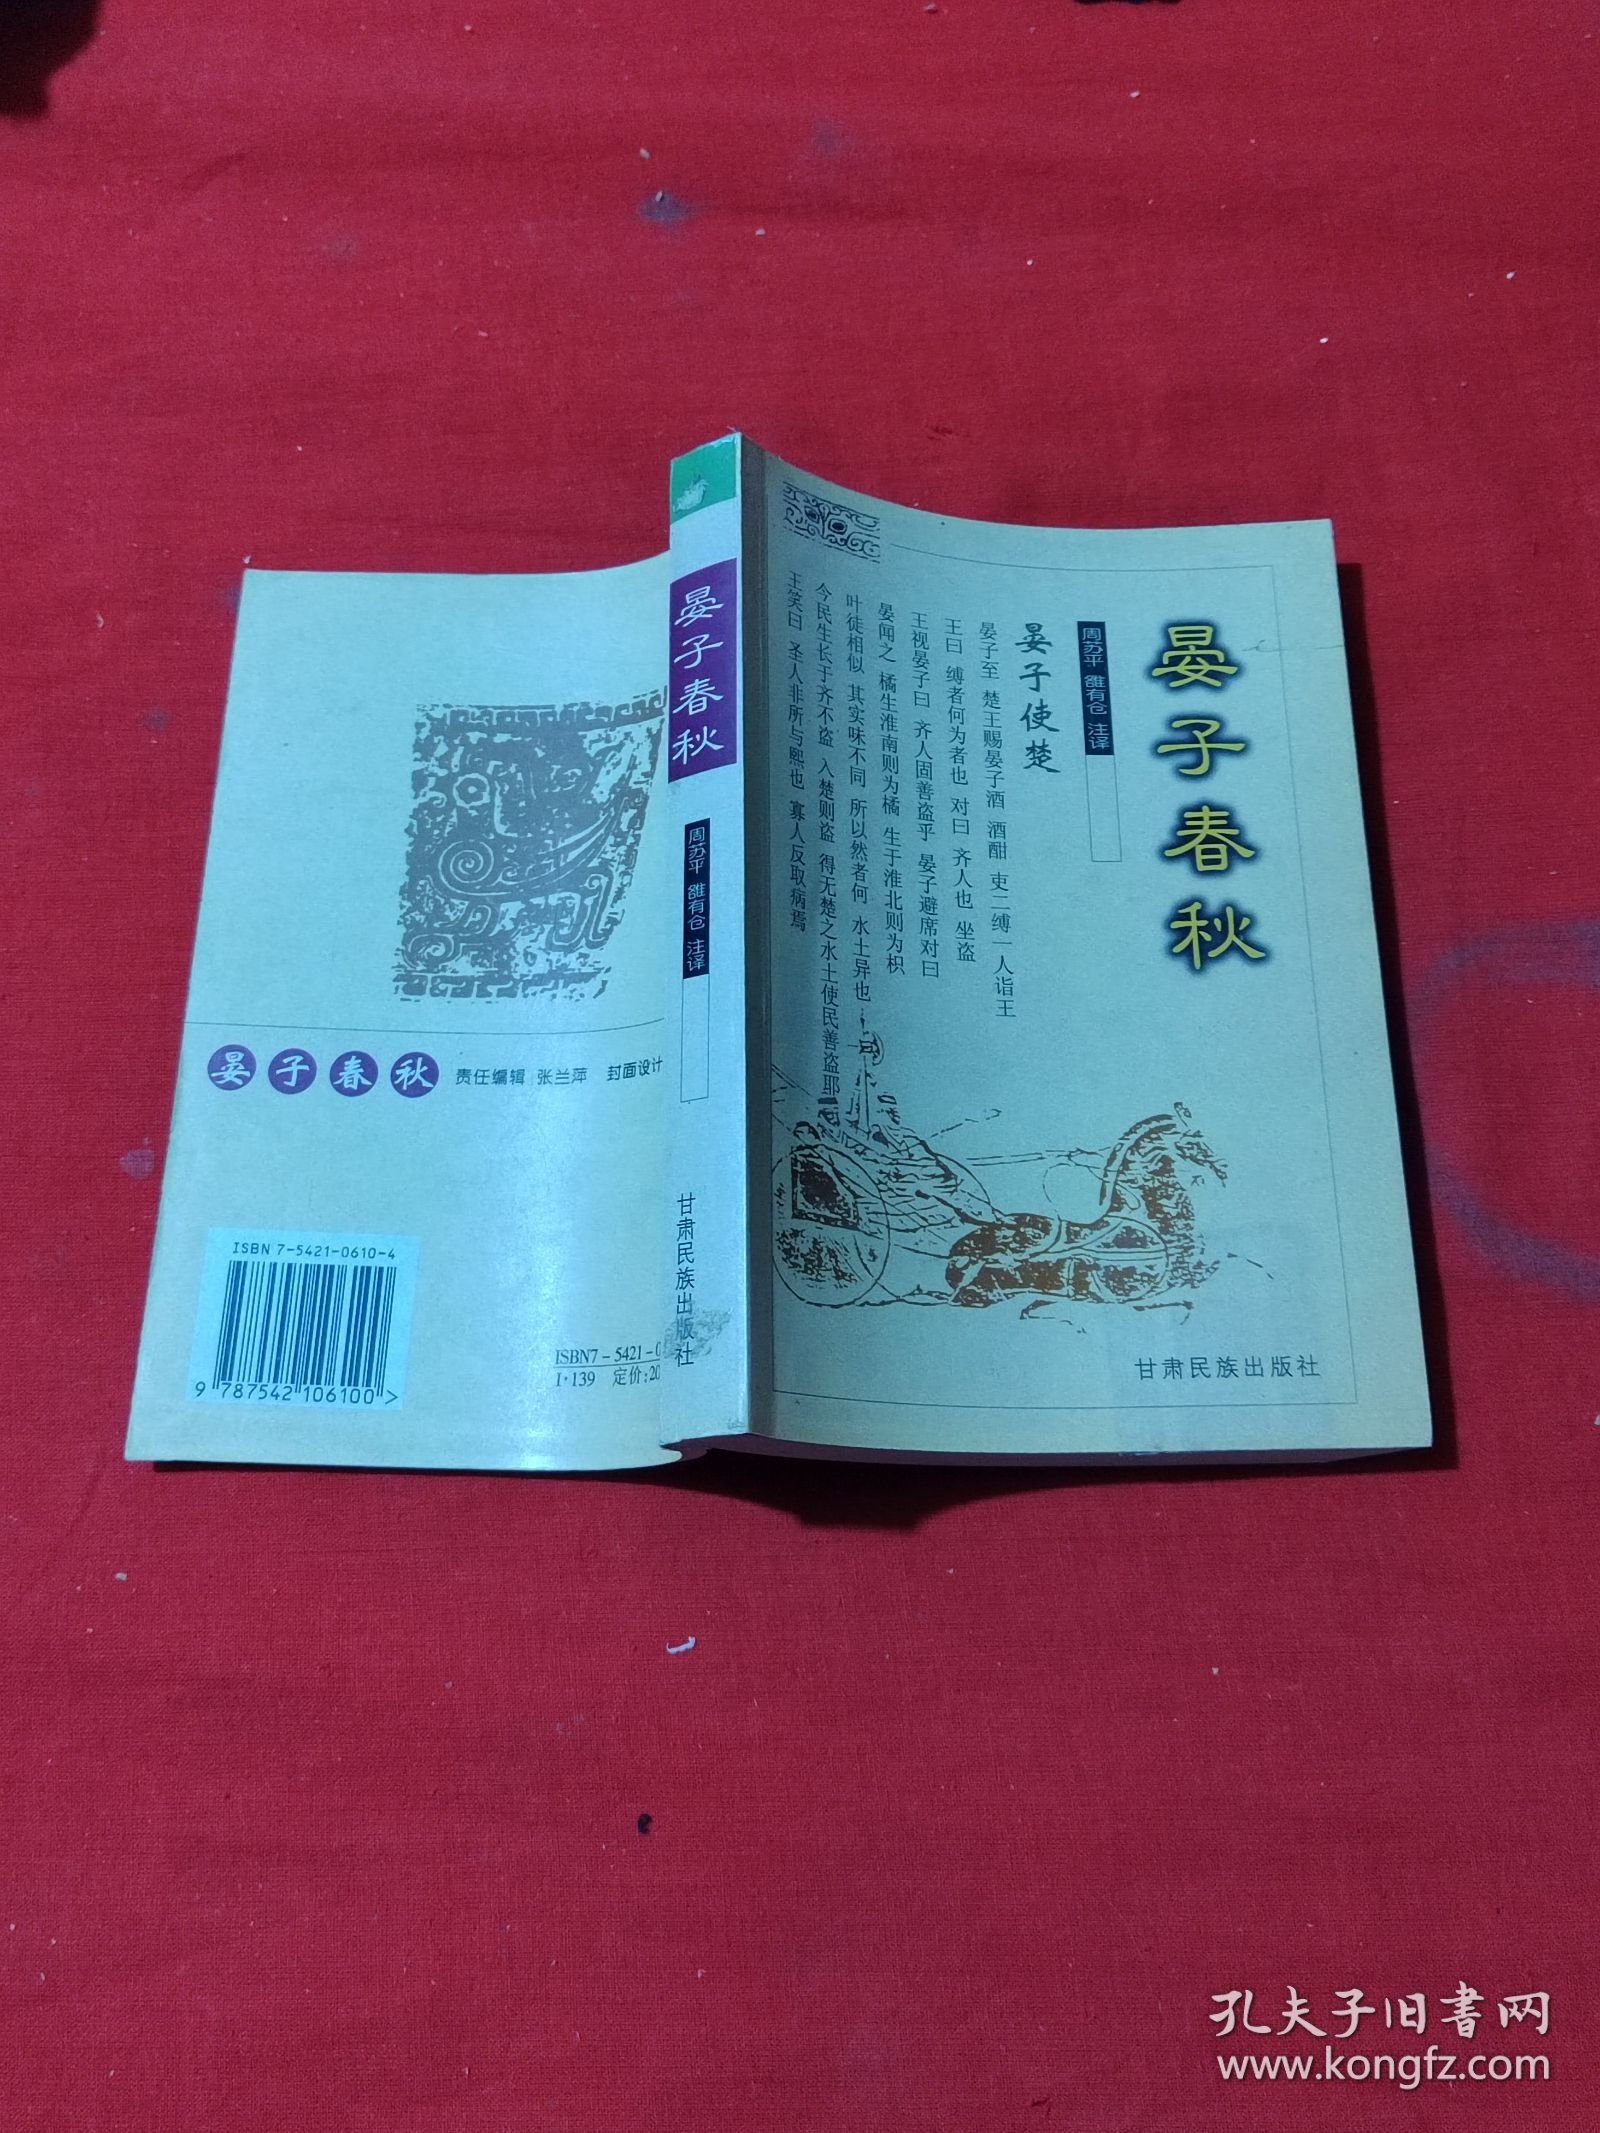 晏子春秋
周苏平 雒有仓 注译
晏子使楚
晏子至 楚王赐晏子酒 酒酣 吏二缚一人诣王
王曰 缚者何为者也 对曰 齐人也 坐盗
王视晏子曰 齐人固善盗乎 晏子避席对曰
晏闻之 橘生淮南则为橘 生于淮北则为枳
叶徒相似 其实味不同 所以然者何 水土异也
今民生长于齐不盗 入楚则盗 得无楚之水土使民善盗耶
王笑曰 圣人非所与熙也 寡人反取病焉
甘肃民族出版社
晏子春秋
周苏平 雒有仓 注译
甘肃民族出版社
晏子春秋
责任编辑 张兰萍 封面设计
ISBN 7-5421-0610-4
9 787542 106100 >
ISBN7-5421-0
I·139 定价:20
孔夫子旧书网
www.kongfz.com